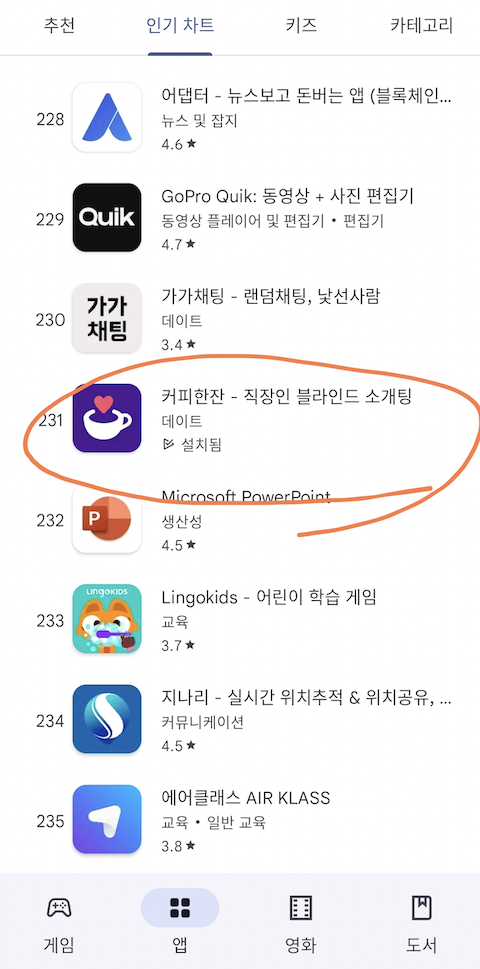 추천 인기 차트 키즈 카테고리
228
어댑터 - 뉴스보고 돈버는 앱 (블록체인...
뉴스 및 잡지
4.6 ★
229
Quik
GoPro Quik: 동영상 + 사진 편집기
동영상 플레이어 및 편집기 • 편집기
4.7 ★
230
가가
채팅
가가채팅 - 랜덤채팅, 낯선사람
데이트
3.4 ★
231
커피한잔 - 직장인 블라인드 소개팅
데이트
설치됨
232
P
Microsoft PowerPoint
생산성
4.5 ★
233
LINGOKIDS
Lingokids - 어린이 학습 게임
교육
3.7 ★
234
지나리 - 실시간 위치추적 & 위치공유, ...
커뮤니케이션
4.5 ★
235
에어클래스 AIR KLASS
교육 • 일반 교육
3.8 ★
게임 앱 영화 도서